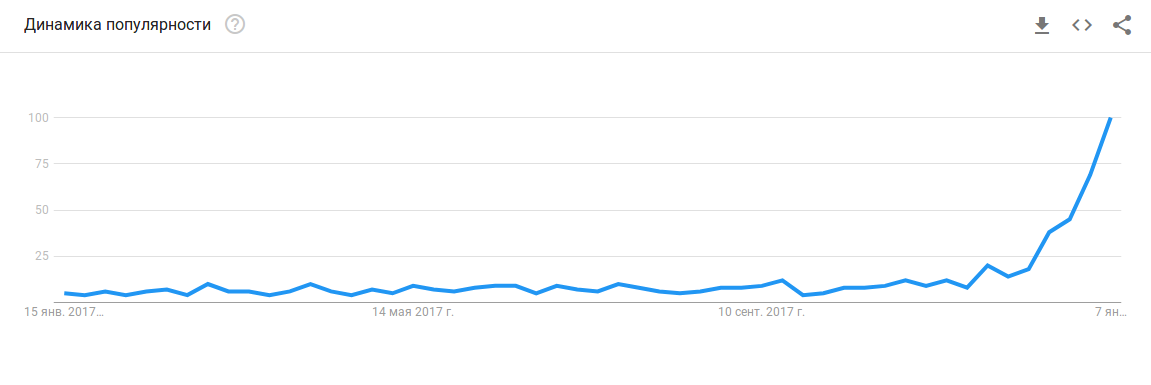 Динамика популярности
100
75
50
25
15 янв. 2017…
14 мая 2017 г.
10 сент. 2017 г.
7 ян…